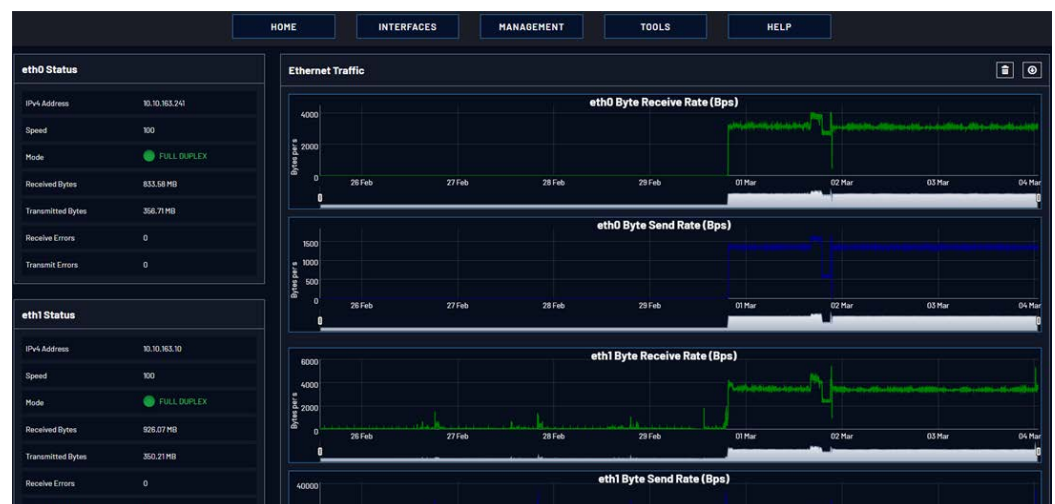 HOME INTERFACES MANAGEMENT TOOLS HELP
eth0 Status
IPv4 Address 10.10.163.241
Speed 100
Mode FULL DUPLEX
Received Bytes 833.58 MB
Transmitted Bytes 356.71 MB
Receive Errors 0
Transmit Errors 0
eth1 Status
IPv4 Address 10.10.163.10
Speed 100
Mode FULL DUPLEX
Received Bytes 926.07 MB
Transmitted Bytes 350.21 MB
Receive Errors 0
Ethernet Traffic
eth0 Byte Receive Rate (Bps)
4000
2000
0
Bytes per s
26 Feb 27 Feb 28 Feb 29 Feb 01 Mar 02 Mar 03 Mar 04 Mar
eth0 Byte Send Rate (Bps)
1500
1000
500
0
Bytes per s
26 Feb 27 Feb 28 Feb 29 Feb 01 Mar 02 Mar 03 Mar 04 Mar
eth1 Byte Receive Rate (Bps)
6000
4000
2000
0
Bytes per s
26 Feb 27 Feb 28 Feb 29 Feb 01 Mar 02 Mar 03 Mar 04 Mar
eth1 Byte Send Rate (Bps)
40000